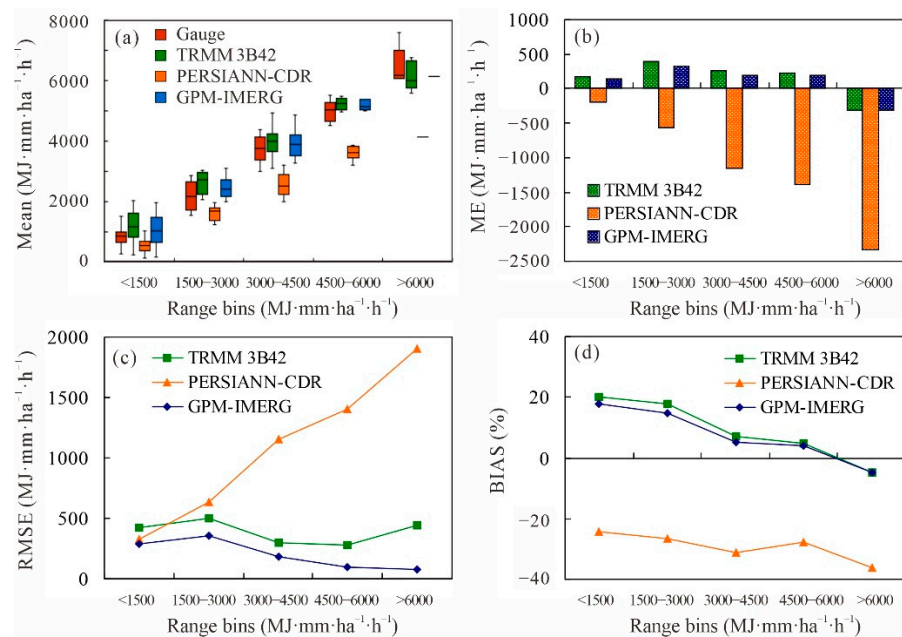 (a)
Gauge
TRMM 3B42
PERSIANN-CDR
GPM-IMERG
Mean (MJ·mm·ha⁻¹·h⁻¹)
8000
6000
4000
2000
0
<1500
1500−3000
3000−4500
4500−6000
>6000
Range bins (MJ·mm·ha⁻¹·h⁻¹)
(b)
ME (MJ·mm·ha⁻¹·h⁻¹)
1000
500
0
−500
−1000
−1500
−2000
−2500
TRMM 3B42
PERSIANN-CDR
GPM-IMERG
<1500
1500−3000
3000−4500
4500−6000
>6000
Range bins (MJ·mm·ha⁻¹·h⁻¹)
(c)
TRMM 3B42
PERSIANN-CDR
GPM-IMERG
RMSE (MJ·mm·ha⁻¹·h⁻¹)
2000
1500
1000
500
0
<1500
1500−3000
3000−4500
4500−6000
>6000
Range bins (MJ·mm·ha⁻¹·h⁻¹)
(d)
TRMM 3B42
PERSIANN-CDR
GPM-IMERG
BIAS (%)
40
20
0
−20
−40
<1500
1500−3000
3000−4500
4500−6000
>6000
Range bins (MJ·mm·ha⁻¹·h⁻¹)